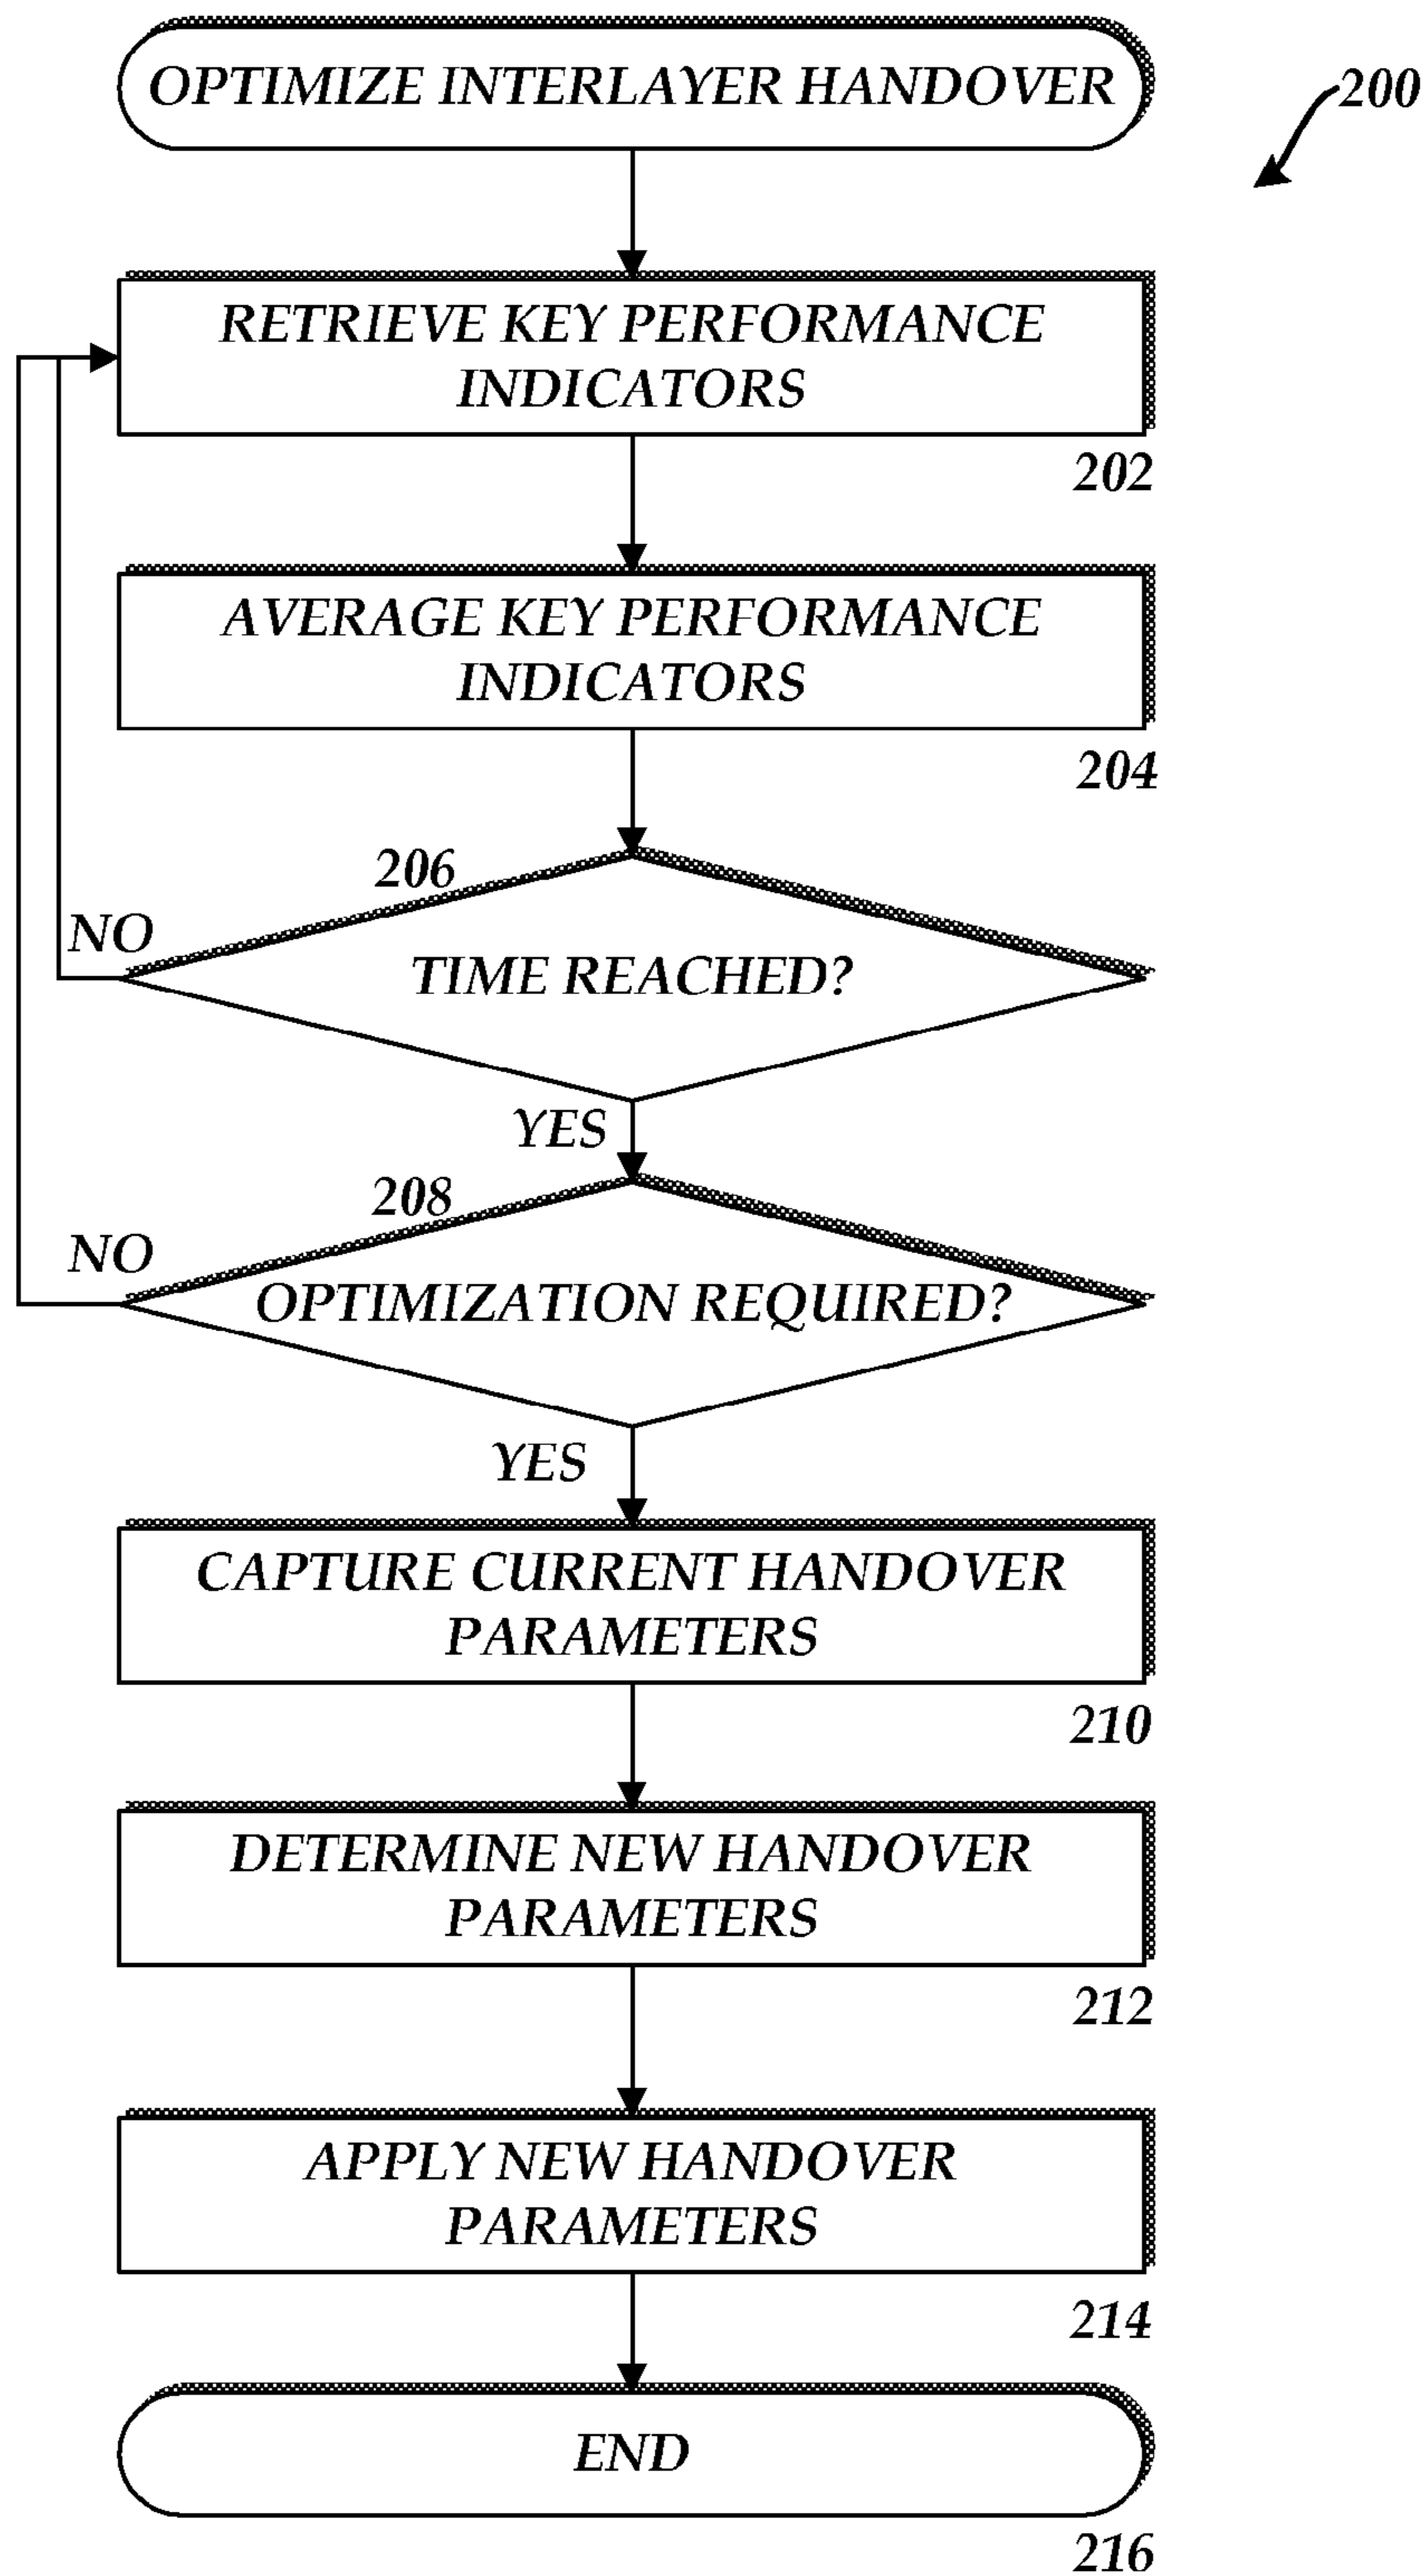 OPTIMIZE INTERLAYER HANDOVER
200
RETRIEVE KEY PERFORMANCE
INDICATORS
202
AVERAGE KEY PERFORMANCE
INDICATORS
204
206
NO
TIME REACHED?
YES
208
NO
OPTIMIZATION REQUIRED?
YES
CAPTURE CURRENT HANDOVER
PARAMETERS
210
DETERMINE NEW HANDOVER
PARAMETERS
212
APPLY NEW HANDOVER
PARAMETERS
214
END
216